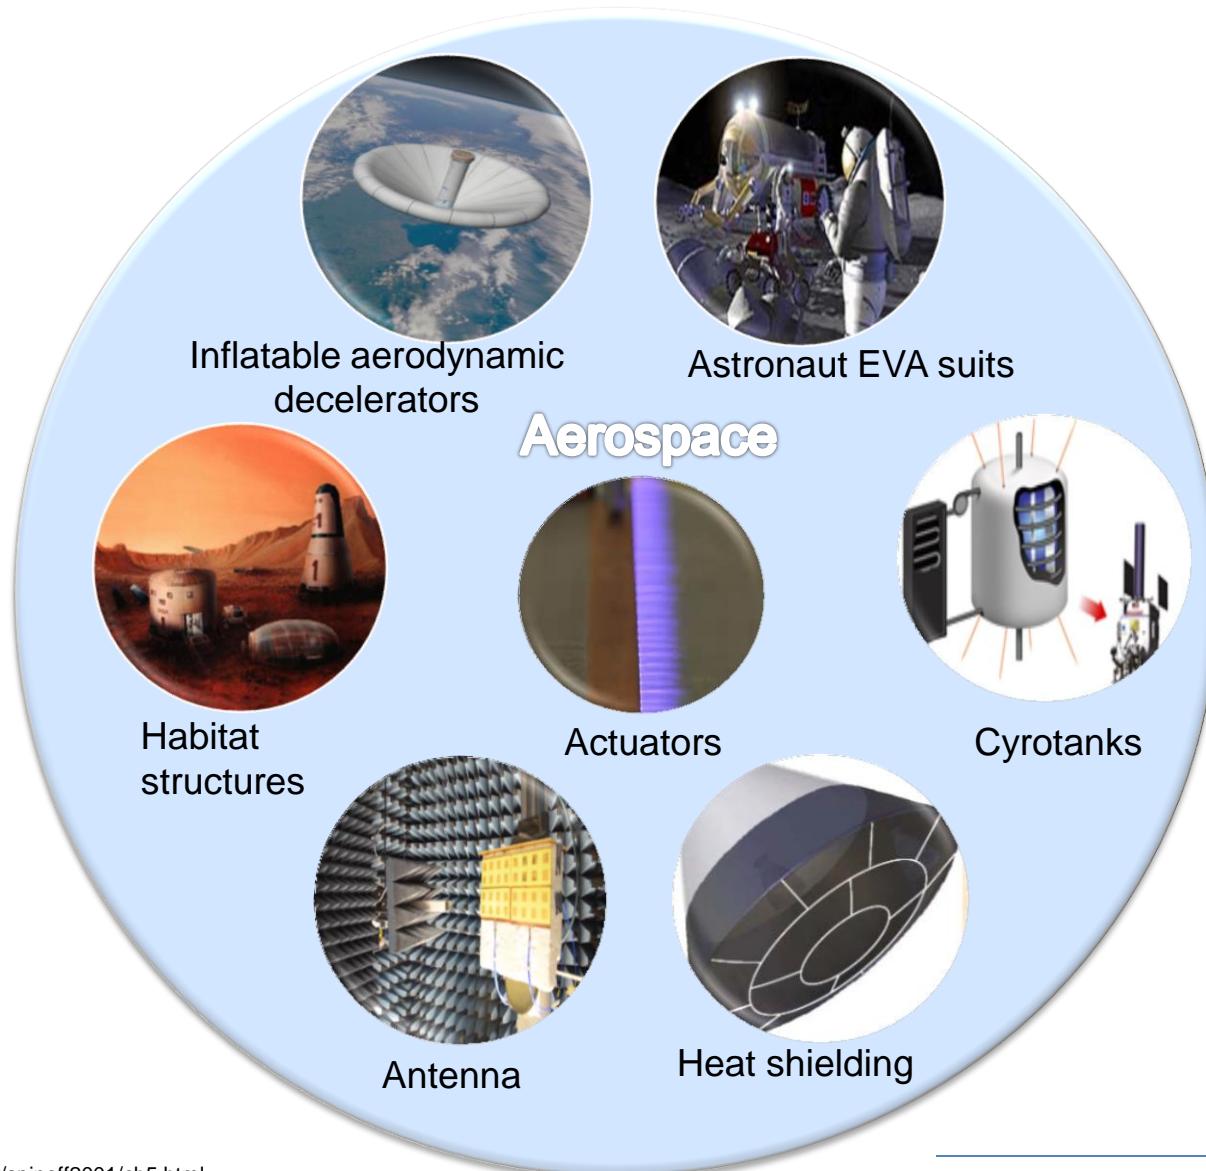 Inflatable aerodynamic
decelerators
Astronaut EVA suits
Aerospace
Habitat
structures
Actuators
Cyrotanks
Antenna
Heat shielding